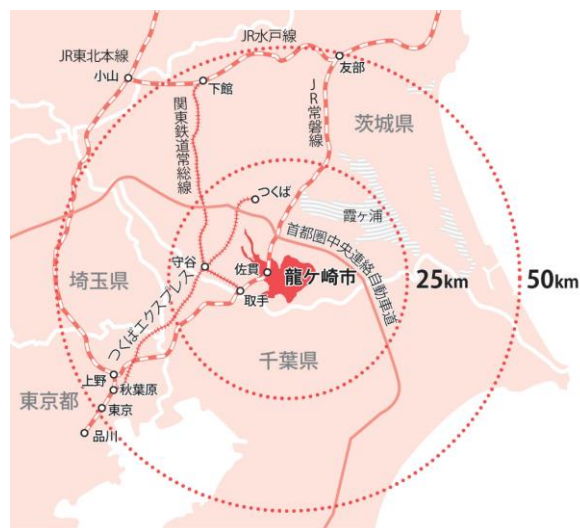 JR東北本線
JR水戸線
小山
友部
下館
関東鉄道常総線
JR常磐線
茨城県
つくば
霞ヶ浦
首都圏中央連絡自動車道
守谷
佐貫
龍ケ崎市
25km
50km
埼玉県
つくばエクスプレス
取手
千葉県
上野
秋葉原
東京都
東京
品川